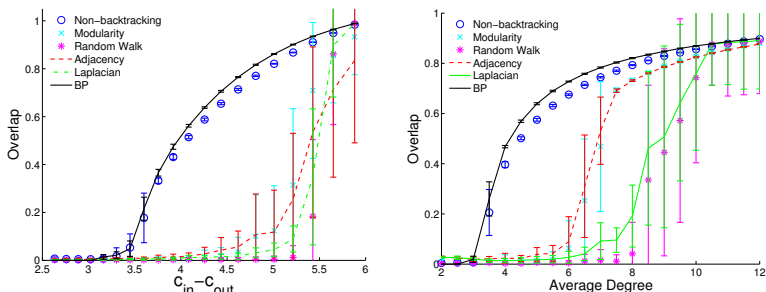 Non-backtracking
Modularity
Random Walk
Adjacency
Laplacian
BP
Overlap
1
0.8
0.6
0.4
0.2
0
2.5 3 3.5 4 4.5 5 5.5 6
c_in-c_out
Non-backtracking
Modularity
Random Walk
Adjacency
Laplacian
BP
Overlap
1
0.8
0.6
0.4
0.2
0
2 4 6 8 10 12
Average Degree